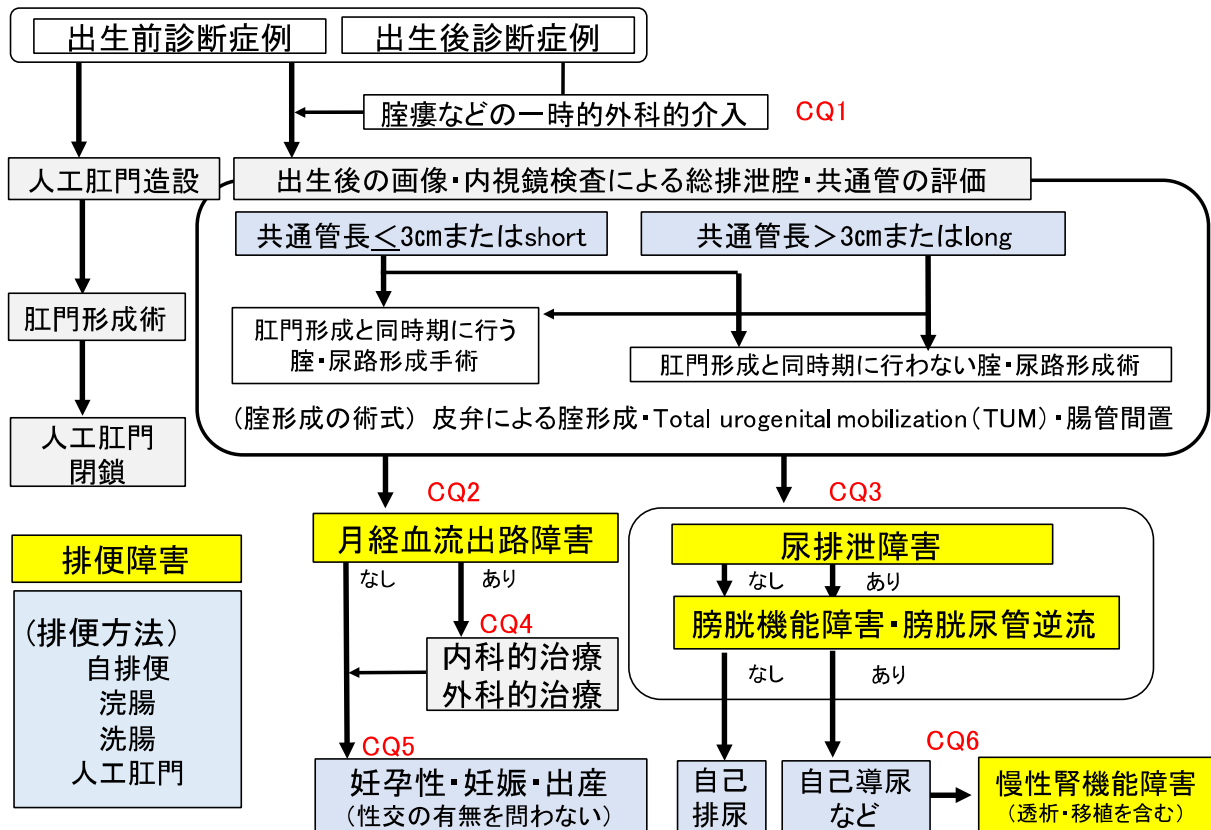 出生前診断症例
出生後診断症例
腟瘻などの一時的外科的介入
CQ1
人工肛門造設
出生後の画像・内視鏡検査による総排泄腔・共通管の評価
共通管長≦3cmまたはshort
共通管長＞3cmまたはlong
肛門形成術
肛門形成と同時期に行う
腟・尿路形成手術
肛門形成と同時期に行わない腟・尿路形成術
(腟形成の術式) 皮弁による腟形成・Total urogenital mobilization(TUM)・腸管間置
人工肛門
閉鎖
CQ2
CQ3
月経血流出路障害
なし
あり
尿排泄障害
なし
あり
排便障害
(排便方法)
自排便
浣腸
洗腸
人工肛門
CQ4
内科的治療
外科的治療
膀胱機能障害・膀胱尿管逆流
なし
あり
CQ5
妊孕性・妊娠・出産
(性交の有無を問わない)
自己
排尿
自己導尿
など
CQ6
慢性腎機能障害
(透析・移植を含む)